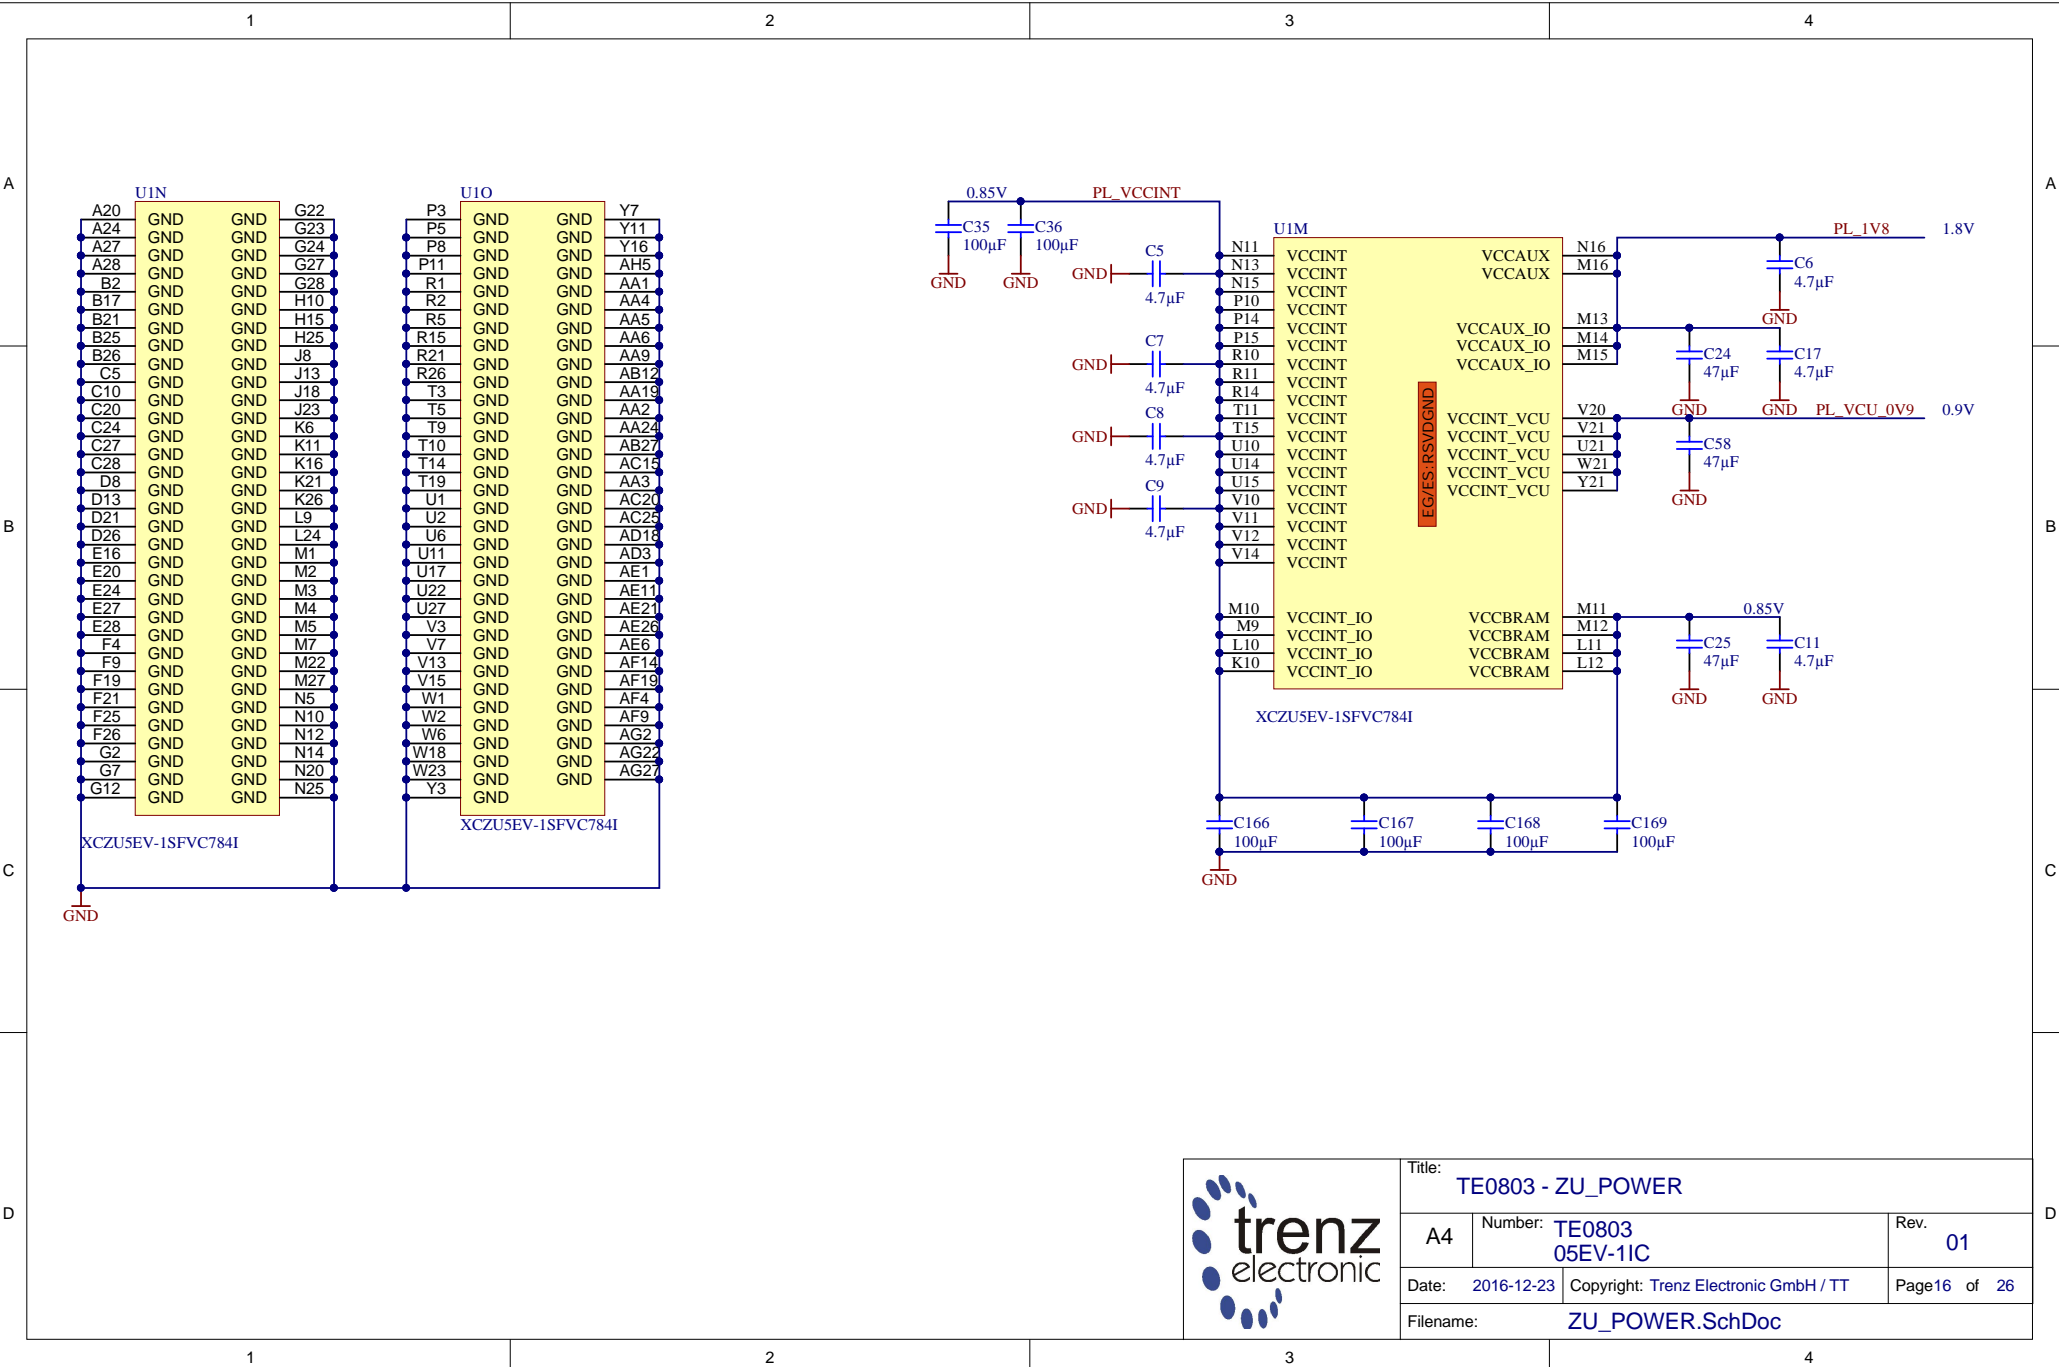 1 2 3 4
A A
B B
C C
D D
U1N
A20 GND GND G22
A24 GND GND G23
A27 GND GND G24
A28 GND GND G27
B2 GND GND G28
B17 GND GND H10
B21 GND GND H15
B25 GND GND H25
B26 GND GND J8
C5 GND GND J13
C10 GND GND J18
C20 GND GND J23
C24 GND GND K6
C27 GND GND K11
C28 GND GND K16
D8 GND GND K21
D13 GND GND K26
D21 GND GND L9
D26 GND GND L24
E16 GND GND M1
E20 GND GND M2
E24 GND GND M3
E27 GND GND M4
E28 GND GND M5
F4 GND GND M7
F9 GND GND M22
F19 GND GND M27
F21 GND GND N5
F25 GND GND N10
F26 GND GND N12
G2 GND GND N14
G7 GND GND N20
G12 GND GND N25
XCZU5EV-1SFVC784I
GND
U1O
P3 GND GND Y7
P5 GND GND Y11
P8 GND GND Y16
P11 GND GND AH5
R1 GND GND AA1
R2 GND GND AA4
R5 GND GND AA5
R15 GND GND AA6
R21 GND GND AA9
R26 GND GND AB12
T3 GND GND AA19
T5 GND GND AA2
T9 GND GND AA24
T10 GND GND AB27
T14 GND GND AC15
T19 GND GND AA3
U1 GND GND AC20
U2 GND GND AC25
U6 GND GND AD18
U11 GND GND AD3
U17 GND GND AE1
U22 GND GND AE11
U27 GND GND AE21
V3 GND GND AE26
V7 GND GND AE6
V13 GND GND AF14
V15 GND GND AF19
W1 GND GND AF4
W2 GND GND AF9
W6 GND GND AG2
W18 GND GND AG22
W23 GND GND AG27
Y3 GND
XCZU5EV-1SFVC784I
0.85V PL_VCCINT
C35 C36
100µF 100µF
GND GND
C5
GND
4.7µF
C7
GND
4.7µF
C8
GND
4.7µF
C9
GND
4.7µF
U1M
N11 VCCINT
N13 VCCINT
N15 VCCINT
P10 VCCINT
P14 VCCINT
P15 VCCINT
R10 VCCINT
R11 VCCINT
R14 VCCINT
T11 VCCINT
T15 VCCINT
U10 VCCINT
U14 VCCINT
U15 VCCINT
V10 VCCINT
V11 VCCINT
V12 VCCINT
V14 VCCINT
M10 VCCINT_IO
M9 VCCINT_IO
L10 VCCINT_IO
K10 VCCINT_IO
EG/ES:RSVDGND
VCCAUX N16
VCCAUX M16
VCCAUX_IO M13
VCCAUX_IO M14
VCCAUX_IO M15
VCCINT_VCU V20
VCCINT_VCU V21
VCCINT_VCU U21
VCCINT_VCU W21
VCCINT_VCU Y21
VCCBRAM M11
VCCBRAM M12
VCCBRAM L11
VCCBRAM L12
XCZU5EV-1SFVC784I
PL_1V8 1.8V
C6
4.7µF
GND
C24 C17
47µF 4.7µF
GND GND
PL_VCU_0V9 0.9V
C58
47µF
GND
0.85V
C25 C11
47µF 4.7µF
GND GND
C166 C167 C168 C169
100µF 100µF 100µF 100µF
GND
trenz
electronic
Title:
TE0803 - ZU_POWER
A4
Number: TE0803
05EV-1IC
Rev.
01
Date: 2016-12-23
Copyright: Trenz Electronic GmbH / TT
Page16 of 26
Filename: ZU_POWER.SchDoc
1 2 3 4